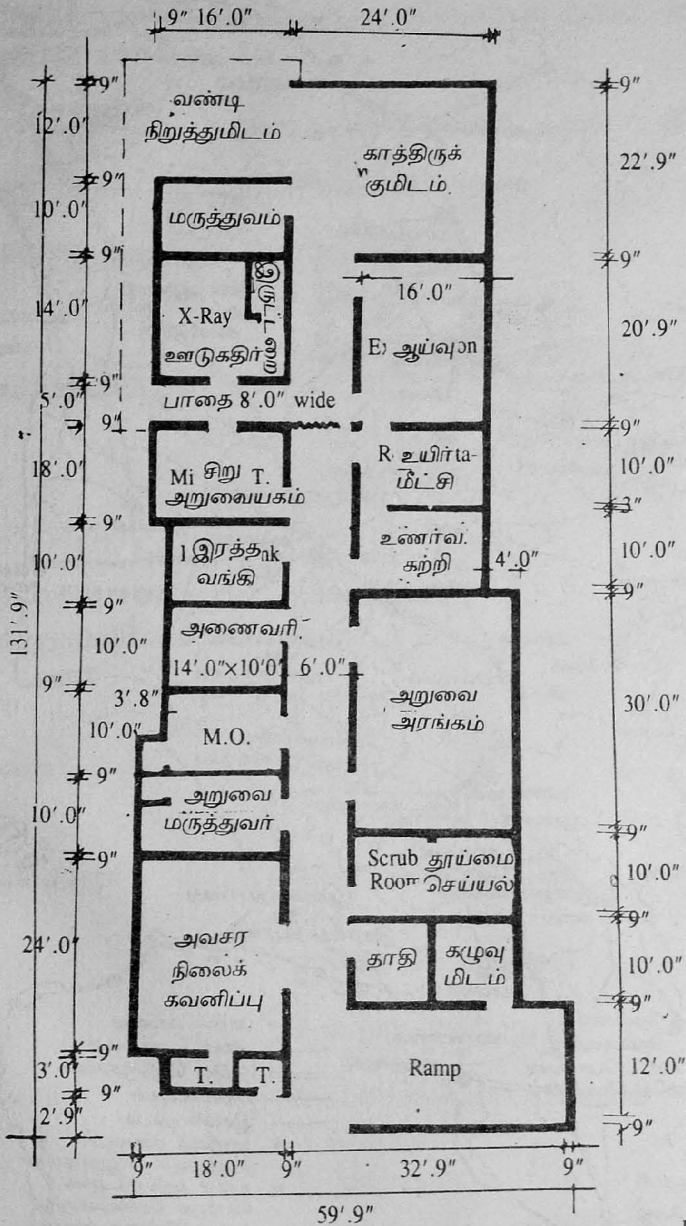 9" 16'.0" 24'.0"
9"
வண்டி
நிறுத்துமிடம்
12'.0"
9"
காத்திருக்
குமிடம்.
22'.9"
9"
10'.0"
மருத்துவம்
9"
16'.0"
9"
14'.0"
X-Ray
ஊடுகதிர்
இருட்டறை
ஆய்வு
20'.9"
9"
5'.0"
பாதை 8'.0" wide
9"
9"
18'.0"
சிறு T.
அறுவையகம்
உயிர்
மீட்சி
10'.0"
3"
9"
10'.0"
இரத்த
வங்கி
உணர்வ.
கற்றி
4'.0"
10'.0"
9"
9"
131'.9"
10'.0"
அணைவரி
14'.0"×10'0" 6'.0"
9"
3'.8"
அறுவை
அரங்கம்
30'.0"
10'.0"
M.O.
9"
10'.0"
அறுவை
மருத்துவர்
9"
9"
Scrub தூய்மை
Room செய்யல்
10'.0"
9"
24'.0"
அவசர
நிலைக்
கவனிப்பு
தாதி
கழுவு
மிடம்
10'.0"
9"
9"
3'.0"
T. T.
Ramp
12'.0"
9"
2'.9"
9"
9" 18'.0" 9" 32'.9" 9"
59'.9"